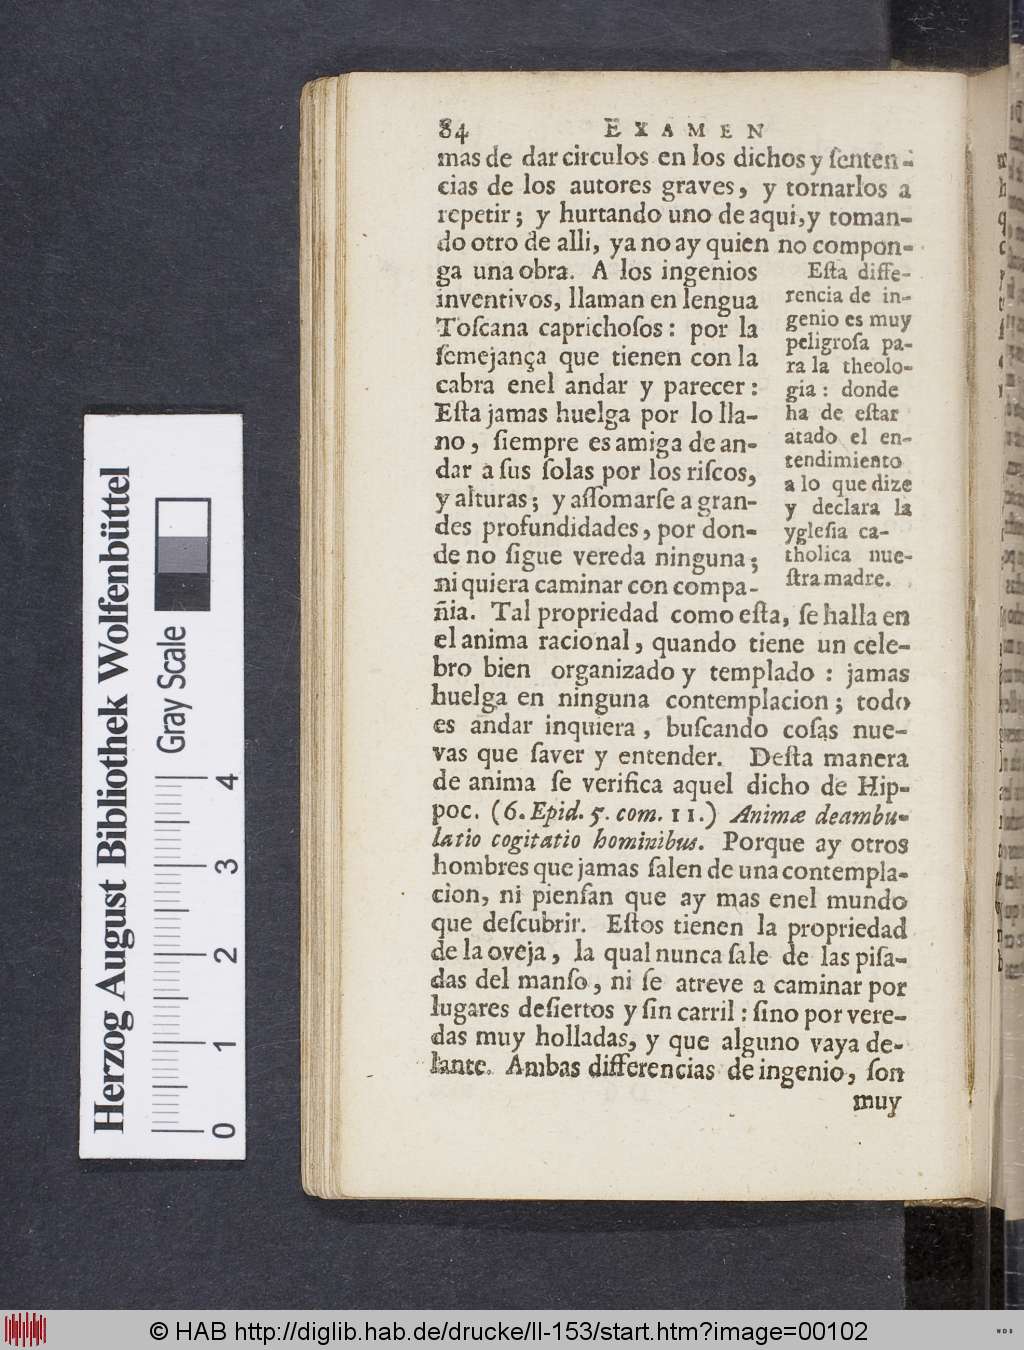 84 EXAMEN
mas de dar circulos en los dichos y ſenten-
cias de los autores graves, y tornarlos a
repetir; y hurtando uno de aqui, y toman-
do otro de alli, ya no ay quien no compon-
ga una obra. A los ingenios
inventivos, llaman en lengua
Toſcana caprichoſos: por la
ſemejança que tienen con la
cabra enel andar y parecer:
Eſta jamas huelga por lo lla-
no, ſiempre es amiga de an-
dar a ſus ſolas por los riſcos,
y alturas; y aſſomarſe a gran-
des profundidades, por don-
de no ſigue vereda ninguna;
ni quiera caminar con compa-
ñia. Tal propriedad como eſta, ſe halla en
el anima racional, quando tiene un cele-
bro bien organizado y templado: jamas
huelga en ninguna contemplacion; todo
es andar inquiera, buſcando coſas nue-
vas que ſaver y entender. Deſta manera
de anima ſe verifica aquel dicho de Hip-
poc. (6. Epid. 5. com. 11.) Animæ deambu-
latio cogitatio hominibus. Porque ay otros
hombres que jamas ſalen de una contempla-
cion, ni pienſan que ay mas enel mundo
que deſcubrir. Eſtos tienen la propriedad
de la oveja, la qual nunca ſale de las piſa-
das del manſo, ni ſe atreve a caminar por
lugares deſiertos y ſin carril: ſino por vere-
das muy holladas, y que alguno vaya de-
lante. Ambas differencias de ingenio, ſon
muy
Eſta diffe-
rencia de in-
genio es muy
peligroſa pa-
ra la theolo-
gia: donde
ha de eſtar
atado el en-
tendimiento
a lo que dize
y declara la
ygleſia ca-
tholica nue-
ſtra madre.
Herzog August Bibliothek Wolfenbüttel
Gray Scale
0 1 2 3 4
© HAB http://diglib.hab.de/drucke/ll-153/start.htm?image=00102